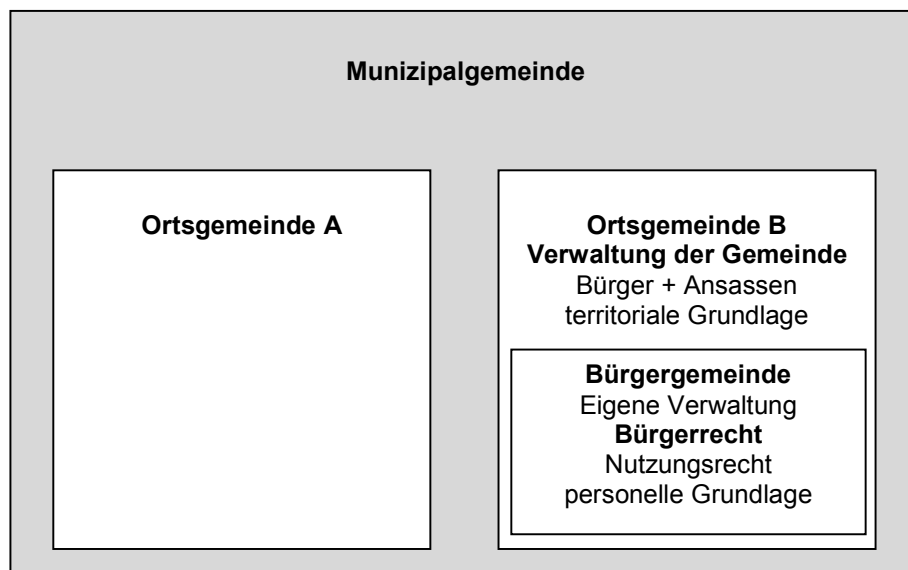 Munizipalgemeinde
Ortsgemeinde A
Ortsgemeinde B
Verwaltung der Gemeinde
Bürger + Ansassen
territoriale Grundlage
Bürgergemeinde
Eigene Verwaltung
Bürgerrecht
Nutzungsrecht
personelle Grundlage